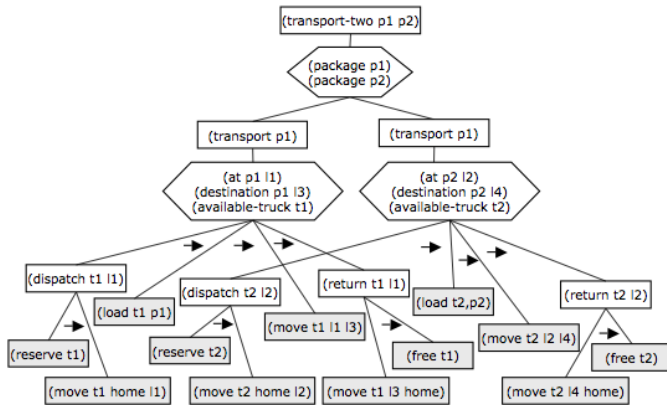 (transport-two p1 p2)
(package p1)
(package p2)
(transport p1)
(transport p1)
(at p1 l1)
(destination p1 l3)
(available-truck t1)
(at p2 l2)
(destination p2 l4)
(available-truck t2)
(dispatch t1 l1)
(load t1 p1)
(dispatch t2 l2)
(move t1 l1 l3)
(return t1 l1)
(load t2,p2)
(move t2 l2 l4)
(return t2 l2)
(reserve t1)
(reserve t2)
(free t1)
(free t2)
(move t1 home l1)
(move t2 home l2)
(move t1 l3 home)
(move t2 l4 home)